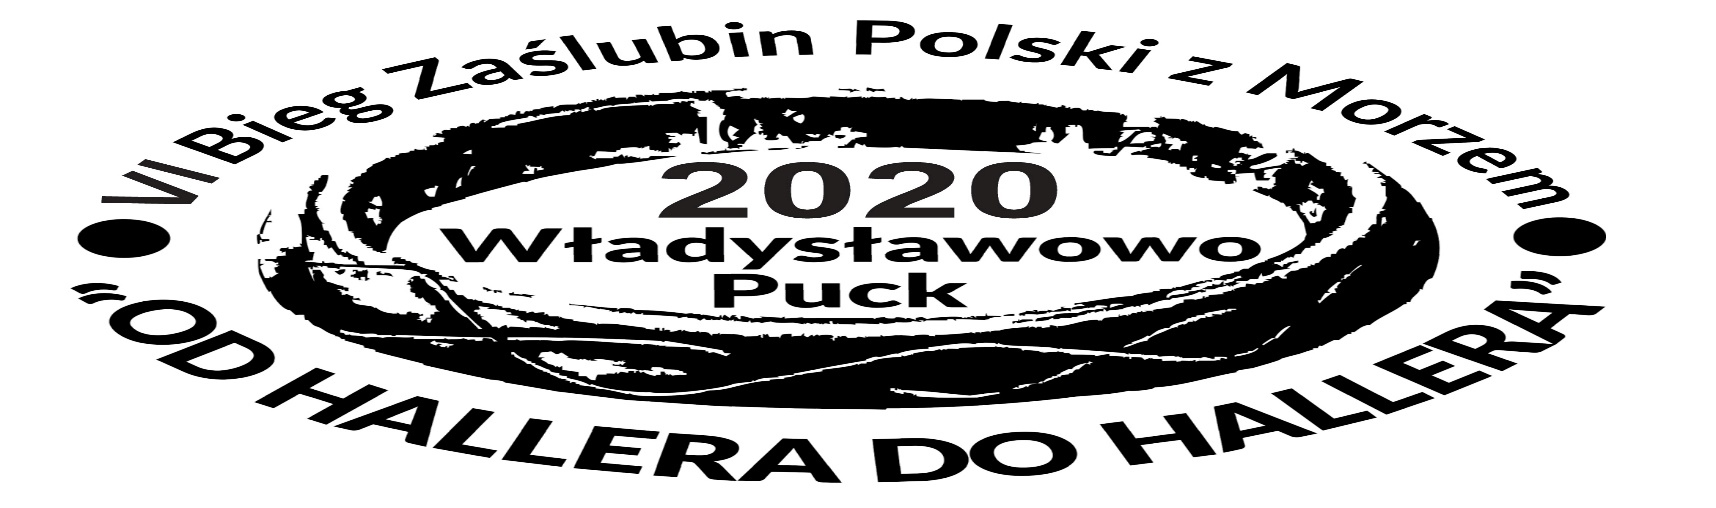 VI Bieg Zaślubin Polski z Morzem
2020
Władysławowo
Puck
“OD HALLERA DO HALLERA”